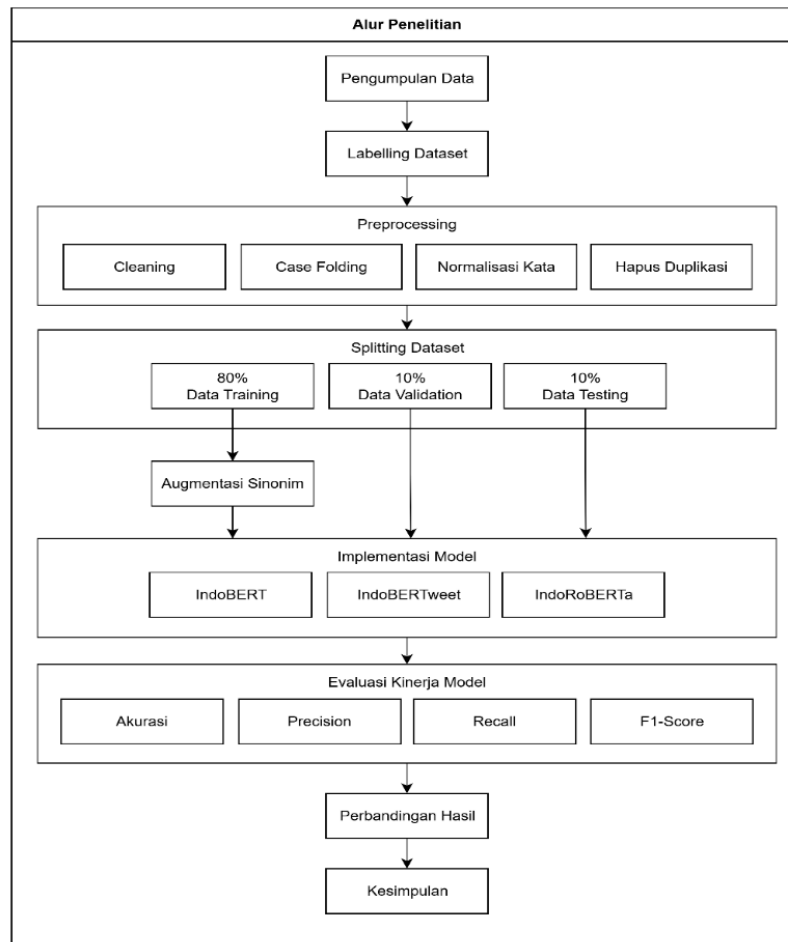 Alur Penelitian
Pengumpulan Data
Labelling Dataset
Preprocessing
Cleaning
Case Folding
Normalisasi Kata
Hapus Duplikasi
Splitting Dataset
80%
Data Training
10%
Data Validation
10%
Data Testing
Augmentasi Sinonim
Implementasi Model
IndoBERT
IndoBERTweet
IndoRoBERTa
Evaluasi Kinerja Model
Akurasi
Precision
Recall
F1-Score
Perbandingan Hasil
Kesimpulan